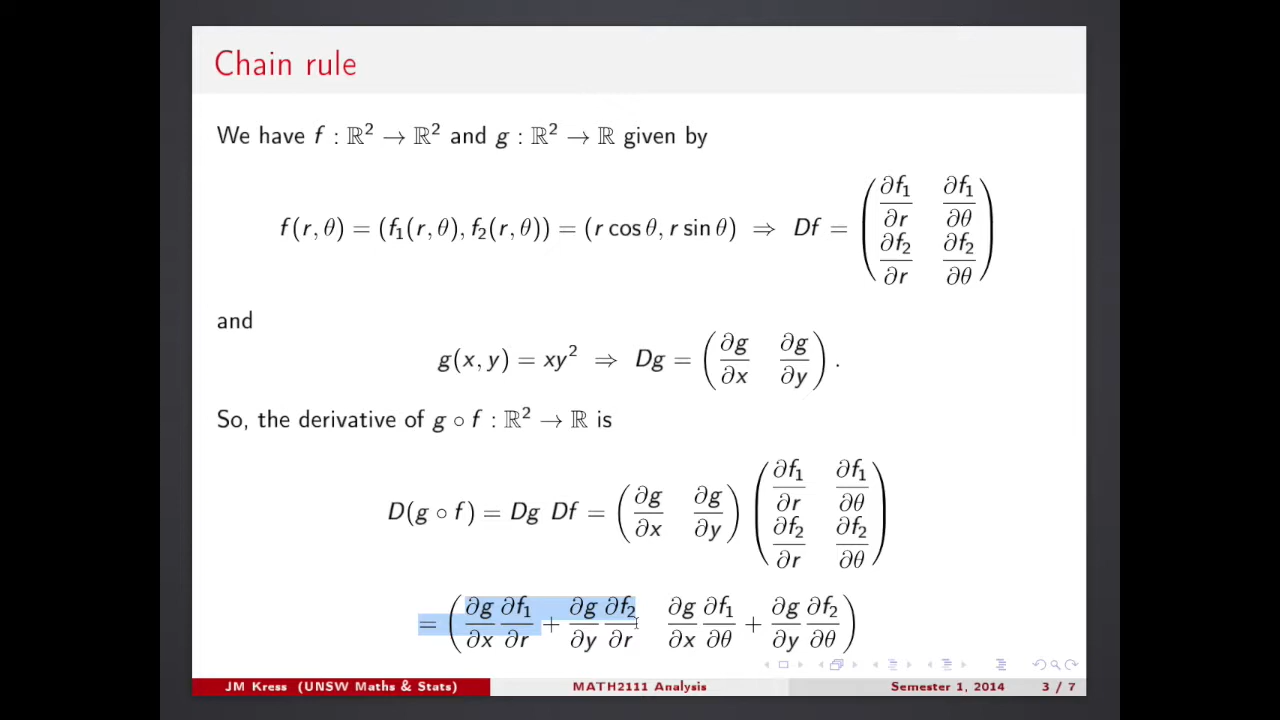 Chain rule
We have f : ℝ² → ℝ² and g : ℝ² → ℝ given by
f(r, θ) = (f₁(r, θ), f₂(r, θ)) = (r cos θ, r sin θ) ⇒ Df = ( ∂f₁/∂r ∂f₁/∂θ ; ∂f₂/∂r ∂f₂/∂θ )
and
g(x, y) = xy² ⇒ Dg = ( ∂g/∂x ∂g/∂y ) .
So, the derivative of g ∘ f : ℝ² → ℝ is
D(g ∘ f) = Dg Df = ( ∂g/∂x ∂g/∂y ) ( ∂f₁/∂r ∂f₁/∂θ ; ∂f₂/∂r ∂f₂/∂θ )
= ( ∂g/∂x ∂f₁/∂r + ∂g/∂y ∂f₂/∂r ∂g/∂x ∂f₁/∂θ + ∂g/∂y ∂f₂/∂θ )
JM Kress (UNSW Maths & Stats) MATH2111 Analysis Semester 1, 2014 3 / 7